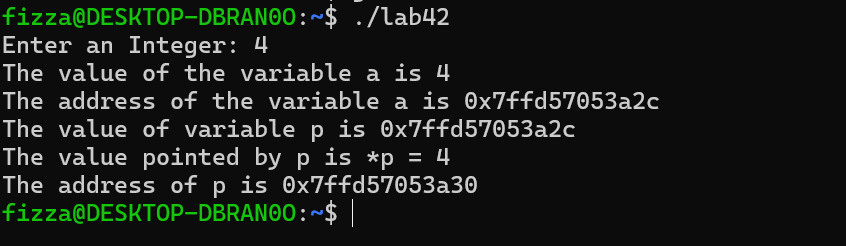 fizza@DESKTOP-DBRAN0O:~$ ./lab42
Enter an Integer: 4
The value of the variable a is 4
The address of the variable a is 0x7ffd57053a2c
The value of variable p is 0x7ffd57053a2c
The value pointed by p is *p = 4
The address of p is 0x7ffd57053a30
fizza@DESKTOP-DBRAN0O:~$